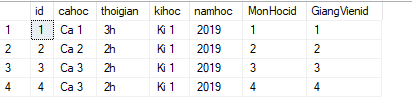 id cahoc thoigian kihoc namhoc MonHocid GiangVienid
1 1 Ca 1 3h Ki 1 2019 1 1
2 2 Ca 2 2h Ki 1 2019 2 2
3 3 Ca 3 2h Ki 1 2019 3 3
4 4 Ca 3 2h Ki 1 2019 4 4